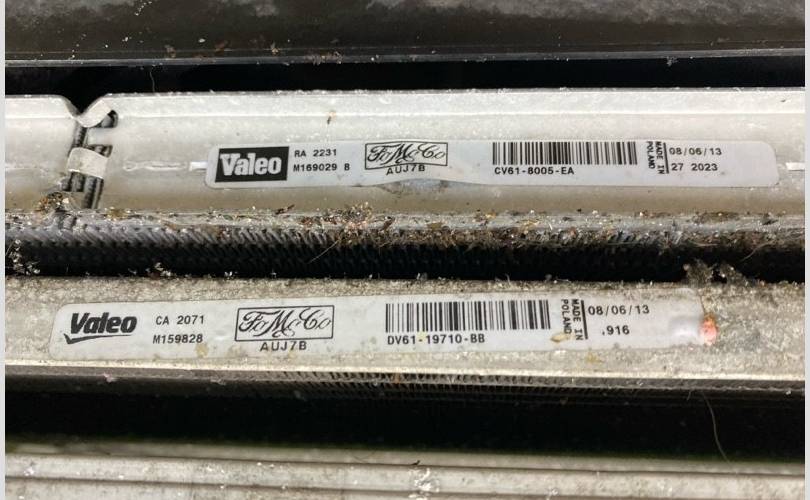 Valeo RA 2231 FoMoCo MADE IN POLAND 08/06/13
M169029 B AUJ7B CV61-8005-EA 27 2023
Valeo CA 2071 FoMoCo MADE IN POLAND 08/06/13
M159828 AUJ7B DV61-19710-BB .916